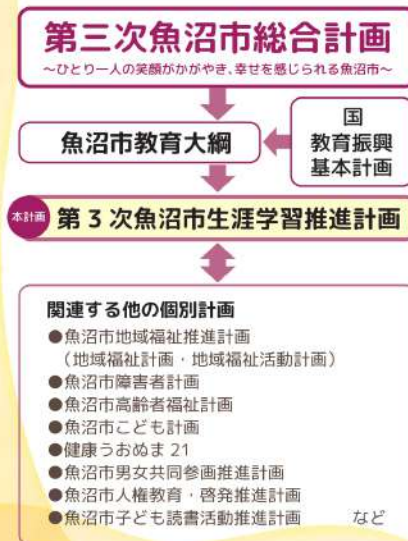 第三次魚沼市総合計画
～ひとり一人の笑顔がかがやき、幸せを感じられる魚沼市～
魚沼市教育大綱
国
教育振興
基本計画
本計画 第3次魚沼市生涯学習推進計画
関連する他の個別計画
●魚沼市地域福祉推進計画
（地域福祉計画・地域福祉活動計画）
●魚沼市障害者計画
●魚沼市高齢者福祉計画
●魚沼市こども計画
●健康うおぬま21
●魚沼市男女共同参画推進計画
●魚沼市人権教育・啓発推進計画
●魚沼市子ども読書活動推進計画 など